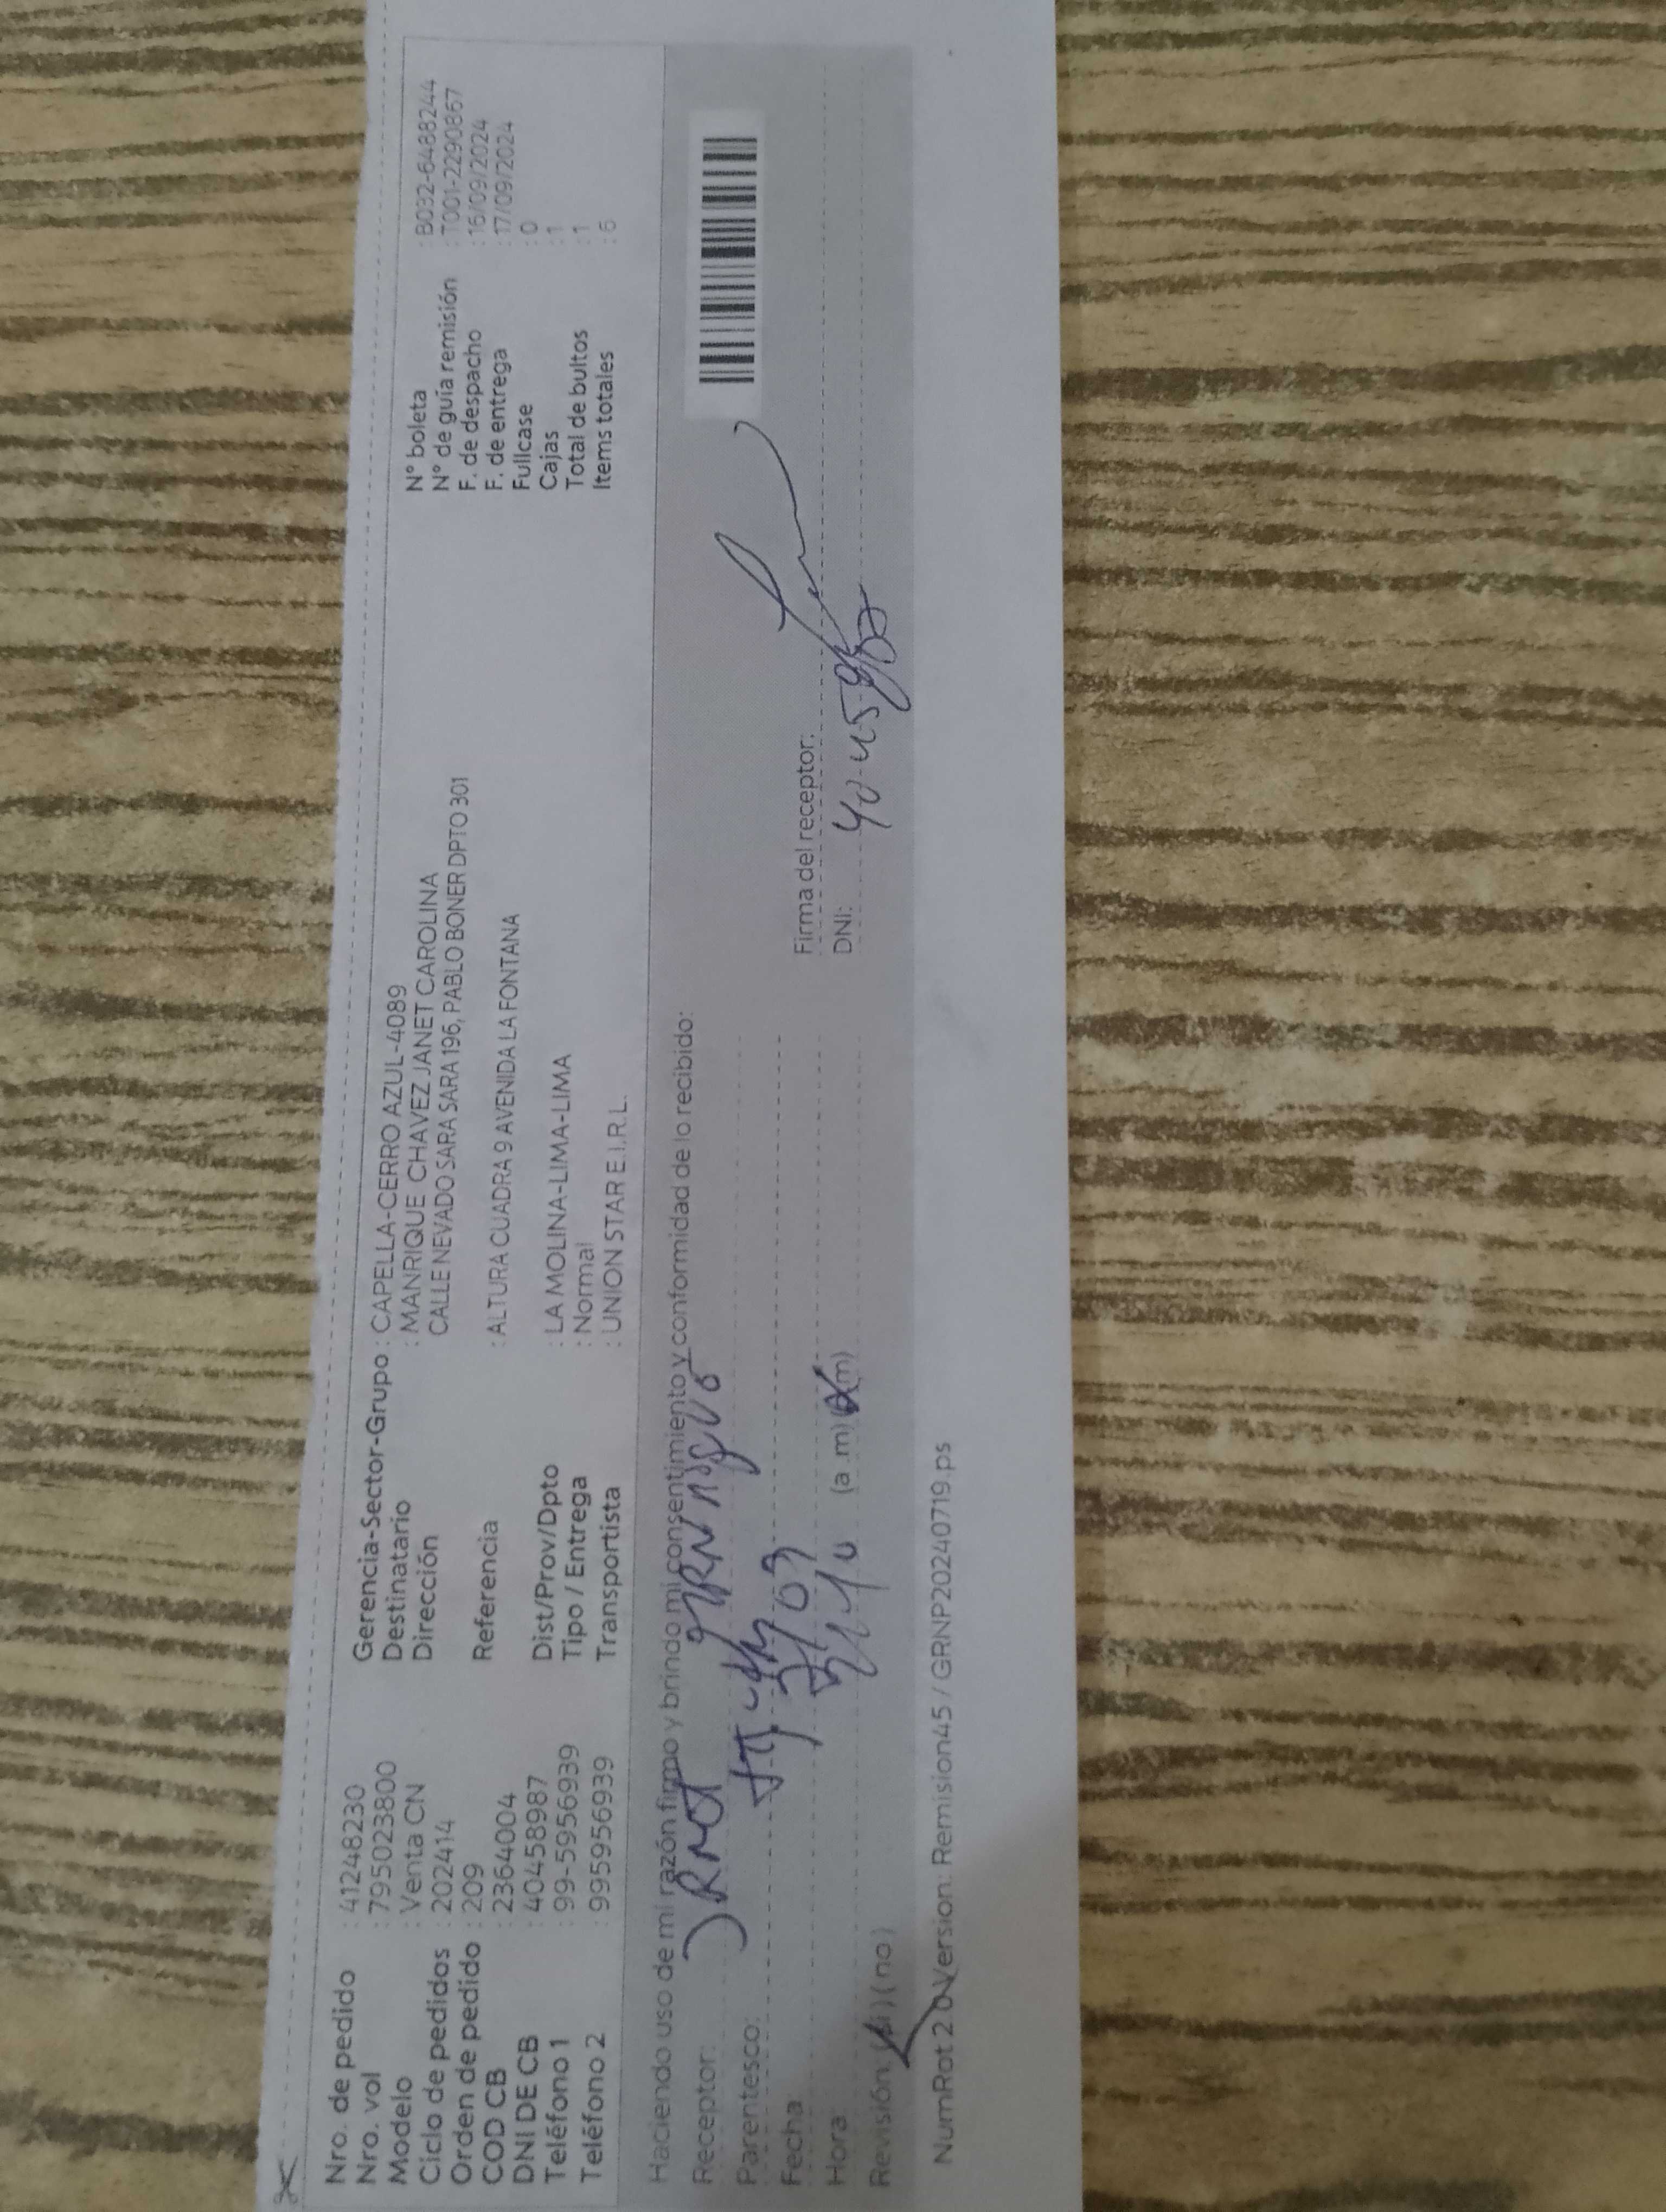 Nro. de pedido : 41248230
Nro. vol : 795023800
Modelo : Venta CN
Ciclo de pedidos : 202414
Orden de pedido : 209
COD CB : 2364004
DNI DE CB : 40458987
Teléfono 1 : 99-5956939
Teléfono 2 : 995956939
Gerencia-Sector-Grupo : CAPELLA-CERRO AZUL-4089
Destinatario : MANRIQUE CHAVEZ JANET CAROLINA
Dirección CALLE NEVADO SARA SARA 196, PABLO BONER DPTO 301
Referencia : ALTURA CUADRA 9 AVENIDA LA FONTANA
Dist/Prov/Dpto : LA MOLINA-LIMA-LIMA
Tipo / Entrega : Normal
Transportista : UNION STAR E.I.R.L.
N° boleta : B032-6488244
N° de guía remisión : T001-2290867
F. de despacho : 16/09/2024
F. de entrega : 17/09/2024
Fullcase : 0
Cajas : 1
Total de bultos : 1
Items totales : 6
Haciendo uso de mi razón firmo y brindo mi consentimiento y conformidad de lo recibido:
Receptor:
Parentesco:
Fecha
Hora: (a.m)
Revisión (no)
Firma del receptor:
DNI:
NumRot 2 0 Version: Remision45 / GRNP20240719.ps